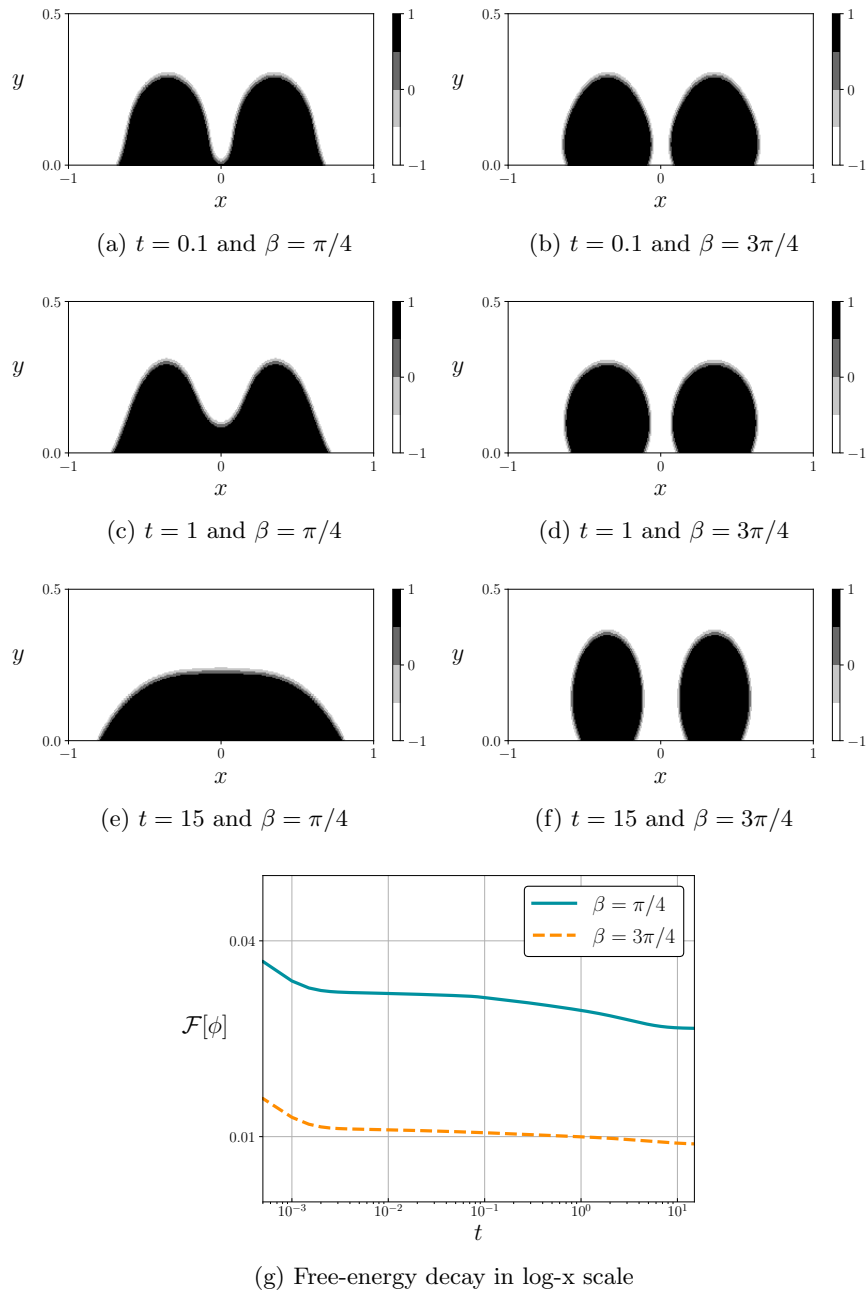 0.5
y
0.0
−1
0
1
x
1
0
−1
(a) t = 0.1 and β = π/4
0.5
y
0.0
−1
0
1
x
1
0
−1
(b) t = 0.1 and β = 3π/4
0.5
y
0.0
−1
0
1
x
1
0
−1
(c) t = 1 and β = π/4
0.5
y
0.0
−1
0
1
x
1
0
−1
(d) t = 1 and β = 3π/4
0.5
y
0.0
−1
0
1
x
1
0
−1
(e) t = 15 and β = π/4
0.5
y
0.0
−1
0
1
x
1
0
−1
(f) t = 15 and β = 3π/4
β = π/4
β = 3π/4
0.04
F[ϕ]
0.01
10⁻³ 10⁻² 10⁻¹ 10⁰ 10¹
t
(g) Free-energy decay in log-x scale